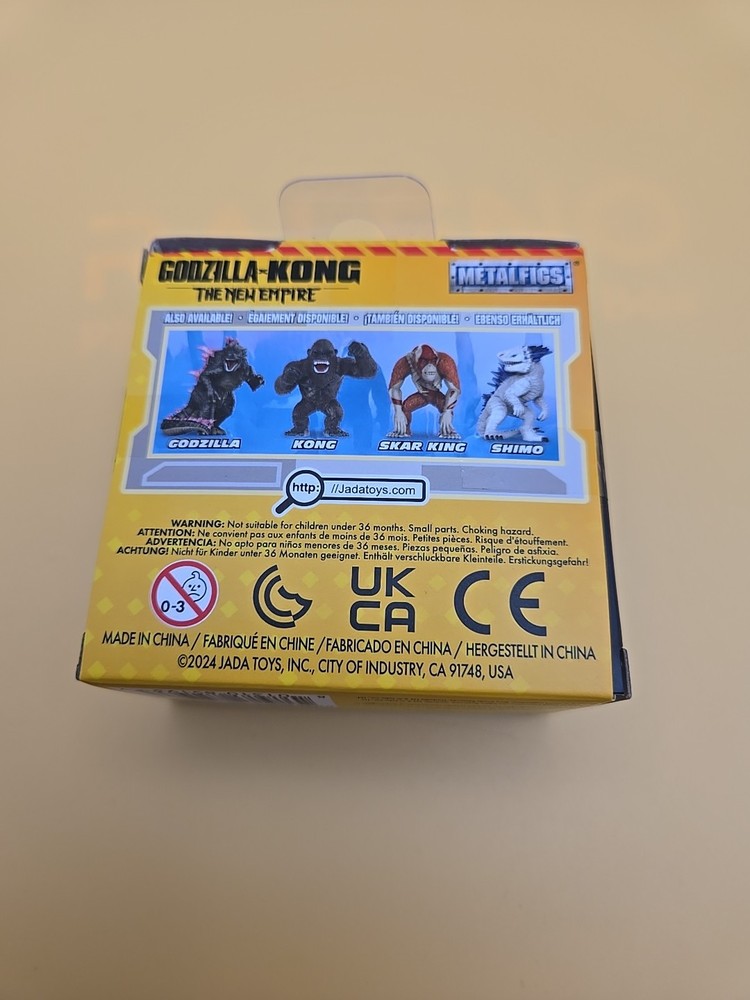 GODZILLA × KONG
THE NEW EMPIRE
METALFIGS™
ALSO AVAILABLE! • ÉGALEMENT DISPONIBLE! • ¡TAMBIÉN DISPONIBLE! • EBENSO ERHÄLTLICH
GODZILLA
KONG
SKAR KING
SHIMO
http: //Jadatoys.com
WARNING: Not suitable for children under 36 months. Small parts. Choking hazard.
ATTENTION: Ne convient pas aux enfants de moins de 36 mois. Petites pièces. Risque d'étouffement.
ADVERTENCIA: No apto para niños menores de 36 meses. Piezas pequeñas. Peligro de asfixia.
ACHTUNG! Nicht für Kinder unter 36 Monaten geeignet. Enthält verschluckbare Kleinteile. Erstickungsgefahr!
0-3
UK
CA
CE
MADE IN CHINA / FABRIQUÉ EN CHINE / FABRICADO EN CHINA / HERGESTELLT IN CHINA
©2024 JADA TOYS, INC., CITY OF INDUSTRY, CA 91748, USA